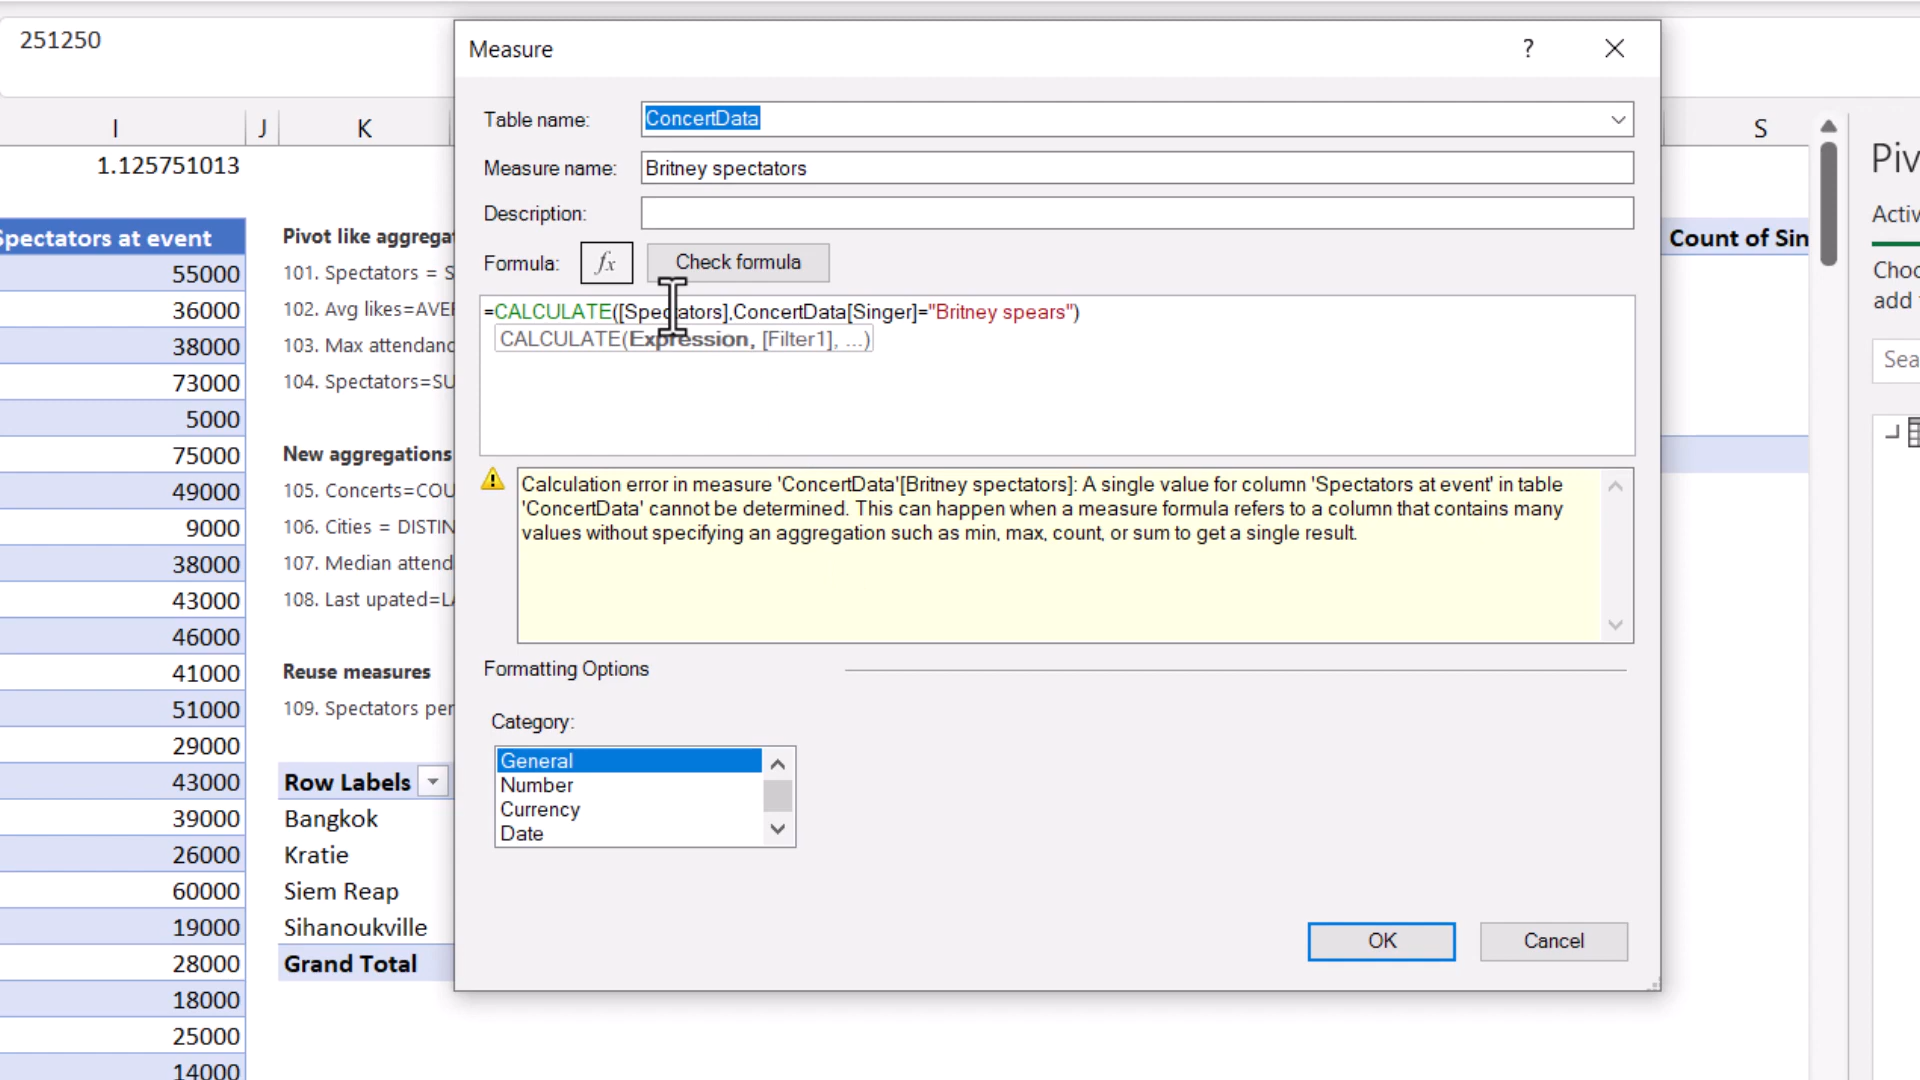 251250
Measure
?
Table name:
ConcertData
Measure name:
Britney spectators
Description:
Formula:
fx
Check formula
=CALCULATE([Spectators],ConcertData[Singer]="Britney spears")
CALCULATE(Expression, [Filter1], ...)
Calculation error in measure 'ConcertData'[Britney spectators]: A single value for column 'Spectators at event' in table
'ConcertData' cannot be determined. This can happen when a measure formula refers to a column that contains many
values without specifying an aggregation such as min, max, count, or sum to get a single result.
Formatting Options
Category:
General
Number
Currency
Date
OK
Cancel
I
J
K
S
1.125751013
Spectators at event
55000
36000
38000
73000
5000
75000
49000
9000
38000
43000
46000
41000
51000
29000
43000
39000
26000
60000
19000
28000
18000
25000
14000
Pivot like aggregat
101. Spectators = S
102. Avg likes=AVER
103. Max attendanc
104. Spectators=SU
New aggregations
105. Concerts=COU
106. Cities = DISTIN
107. Median attend
108. Last upated=LA
Reuse measures
109. Spectators per
Row Labels
Bangkok
Kratie
Siem Reap
Sihanoukville
Grand Total
Count of Sin
Piv
Activ
Choo
add
Sea